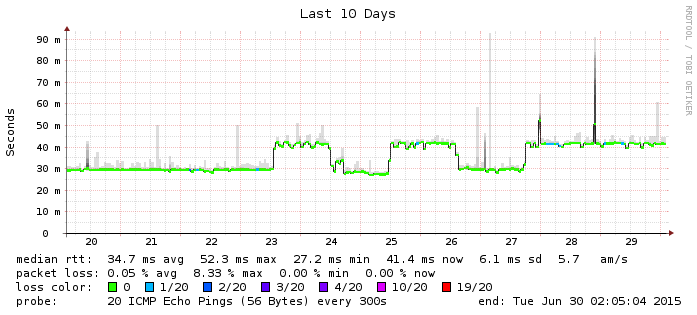 Last 10 Days
RRDTOOL / TOBI OETIKER
Seconds
90 m
80 m
70 m
60 m
50 m
40 m
30 m
20 m
10 m
0
20 21 22 23 24 25 26 27 28 29
median rtt: 34.7 ms avg 52.3 ms max 27.2 ms min 41.4 ms now 6.1 ms sd 5.7 am/s
packet loss: 0.05 % avg 8.33 % max 0.00 % min 0.00 % now
loss color: 0 1/20 2/20 3/20 4/20 10/20 19/20
probe: 20 ICMP Echo Pings (56 Bytes) every 300s end: Tue Jun 30 02:05:04 2015